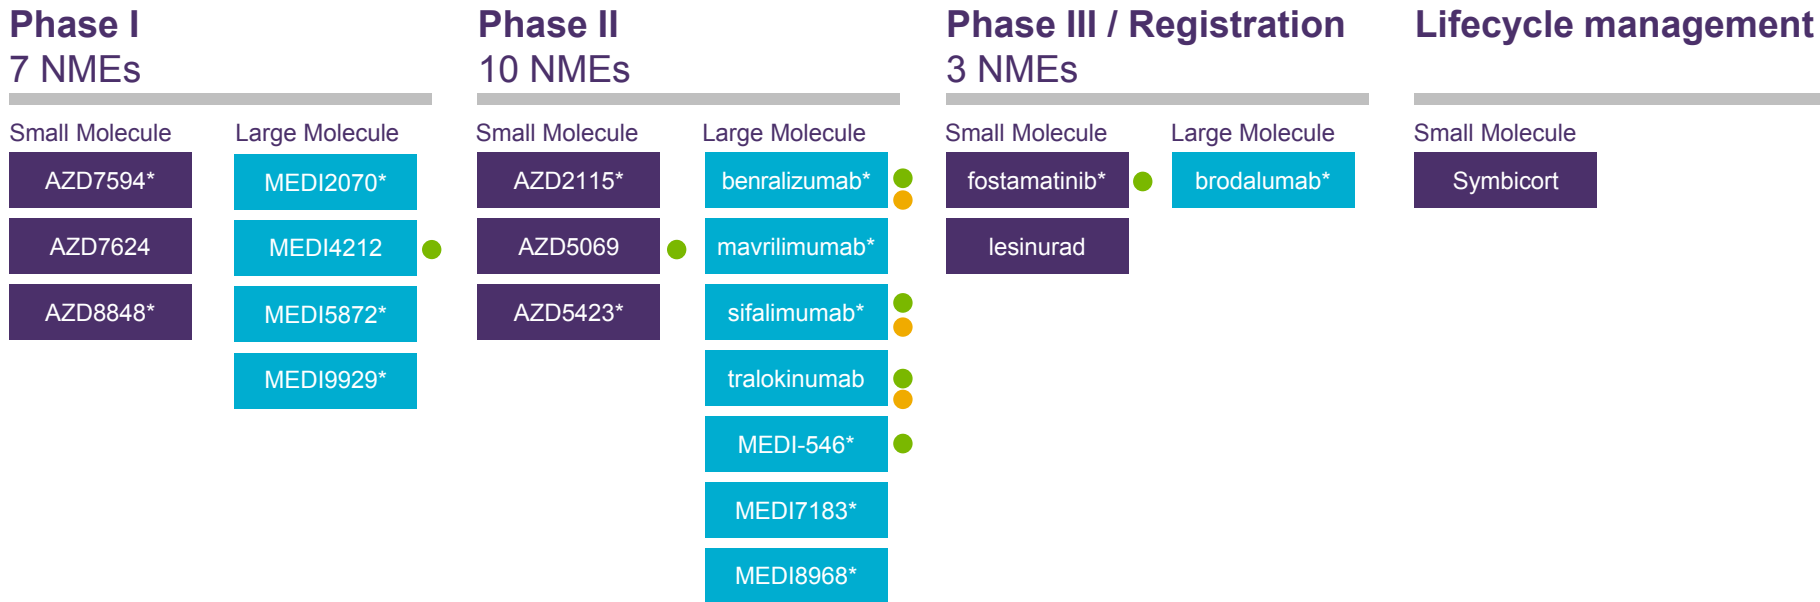 Phase I
7 NMEs
Small Molecule
AZD7594*
AZD7624
AZD8848*
Large Molecule
MEDI2070*
MEDI4212
MEDI5872*
MEDI9929*
Phase II
10 NMEs
Small Molecule
AZD2115*
AZD5069
AZD5423*
Large Molecule
benralizumab*
mavrilimumab*
sifalimumab*
tralokinumab
MEDI-546*
MEDI7183*
MEDI8968*
Phase III / Registration
3 NMEs
Small Molecule
fostamatinib*
lesinurad
Large Molecule
brodalumab*
Lifecycle management
Small Molecule
Symbicort